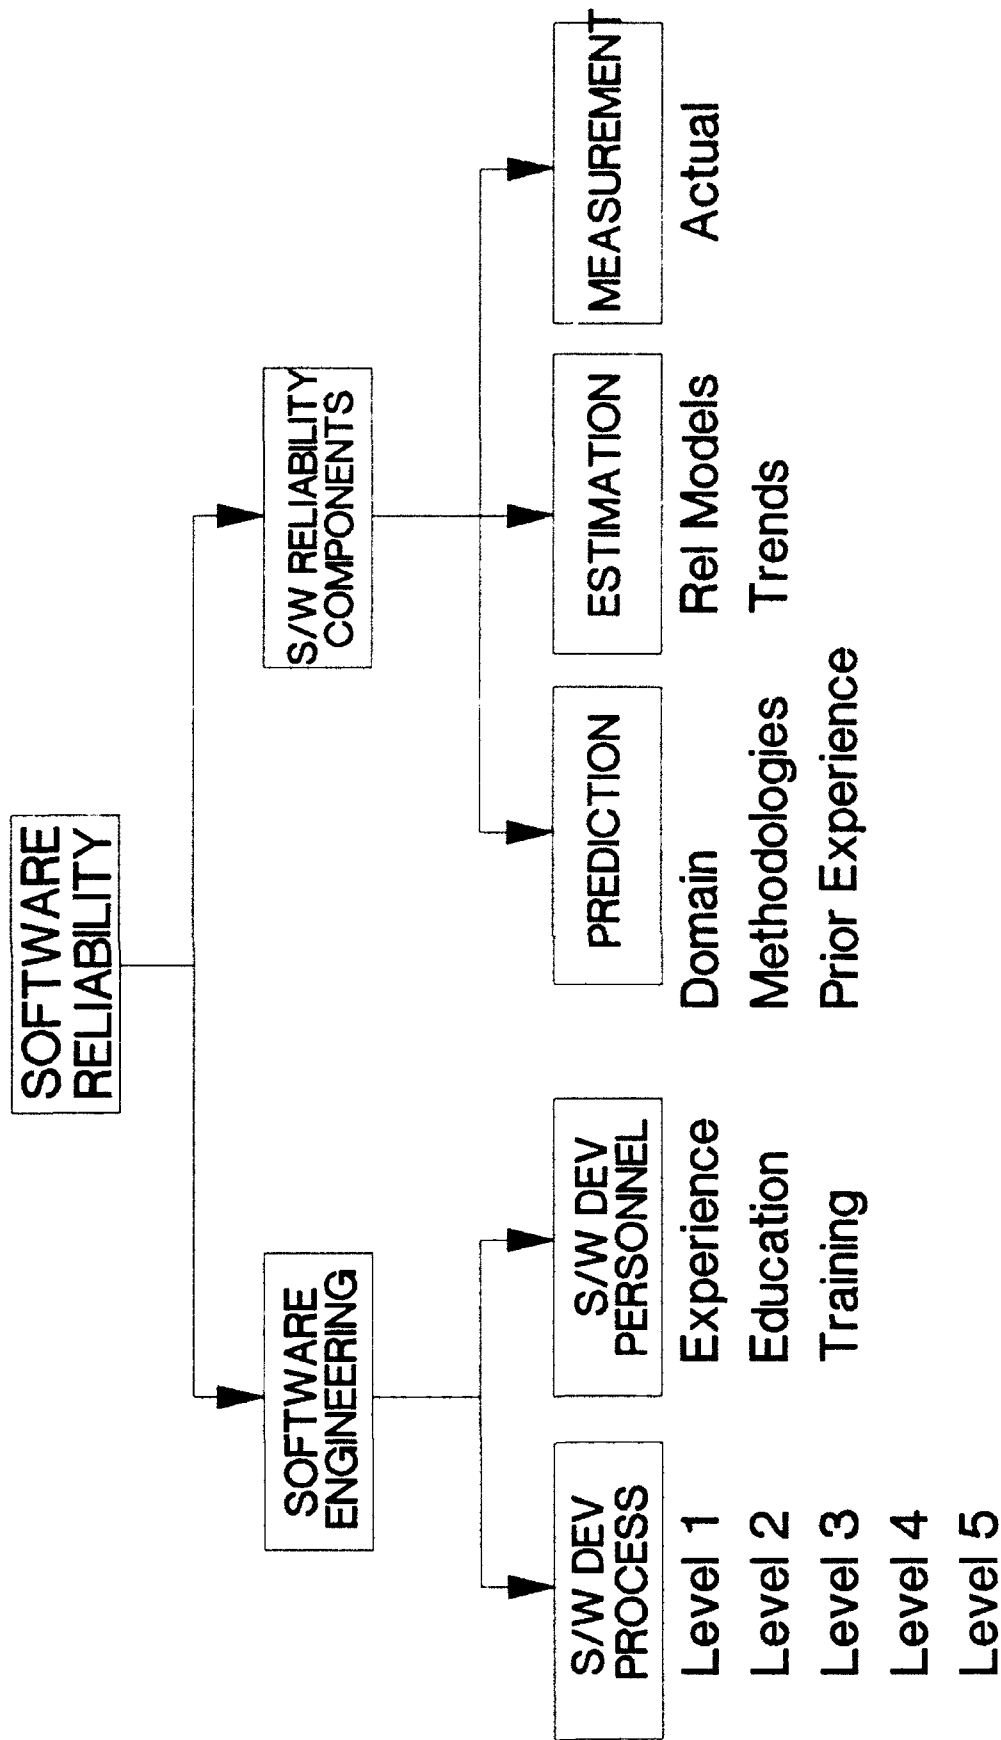 SOFTWARE
RELIABILITY
SOFTWARE
ENGINEERING
S/W RELIABILITY
COMPONENTS
S/W DEV
PROCESS
Level 1
Level 2
Level 3
Level 4
Level 5
S/W DEV
PERSONNEL
Experience
Education
Training
PREDICTION
Domain
Methodologies
Prior Experience
ESTIMATION
Rel Models
Trends
MEASUREMENT
Actual